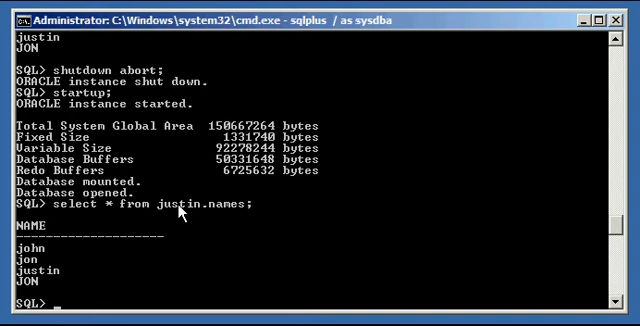 Administrator: C:\Windows\system32\cmd.exe - sqlplus / as sysdba
justin
JON
SQL> shutdown abort;
ORACLE instance shut down.
SQL> startup;
ORACLE instance started.
Total System Global Area 150667264 bytes
Fixed Size 1331740 bytes
Variable Size 92278244 bytes
Database Buffers 50331648 bytes
Redo Buffers 6725632 bytes
Database mounted.
Database opened.
SQL> select * from justin.names;
NAME
--------------------
john
jon
justin
JON
SQL> _